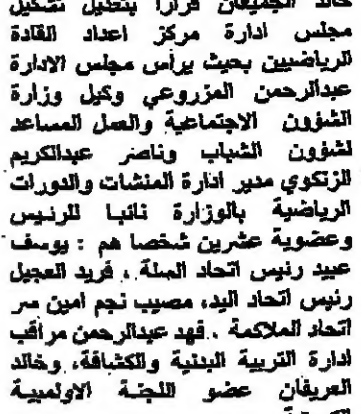 خالد الجميعان قرارا بتعديل تشكيل
مجلس ادارة مركز اعداد القادة
الرياضيين بحيث يرأس مجلس الادارة
عبدالرحمن المزروعي وكيل وزارة
الشؤون الاجتماعية والعمل المساعد
لشؤون الشباب وناصر عبدالكريم
الزنكوي مدير ادارة المنشات والدورات
الرياضية بالوزارة نائبا للرئيس
وعضوية عشرين شخصا هم : يوسف
عبيد رئيس اتحاد السلة ، فريد العجيل
رئيس اتحاد اليد، مصيب نجم امين سر
اتحاد الملاكمة ، فهد عبدالرحمن مراقب
ادارة التربية البدنية والكشافة، وخالد
العريفان عضو اللجنة الاولمبية